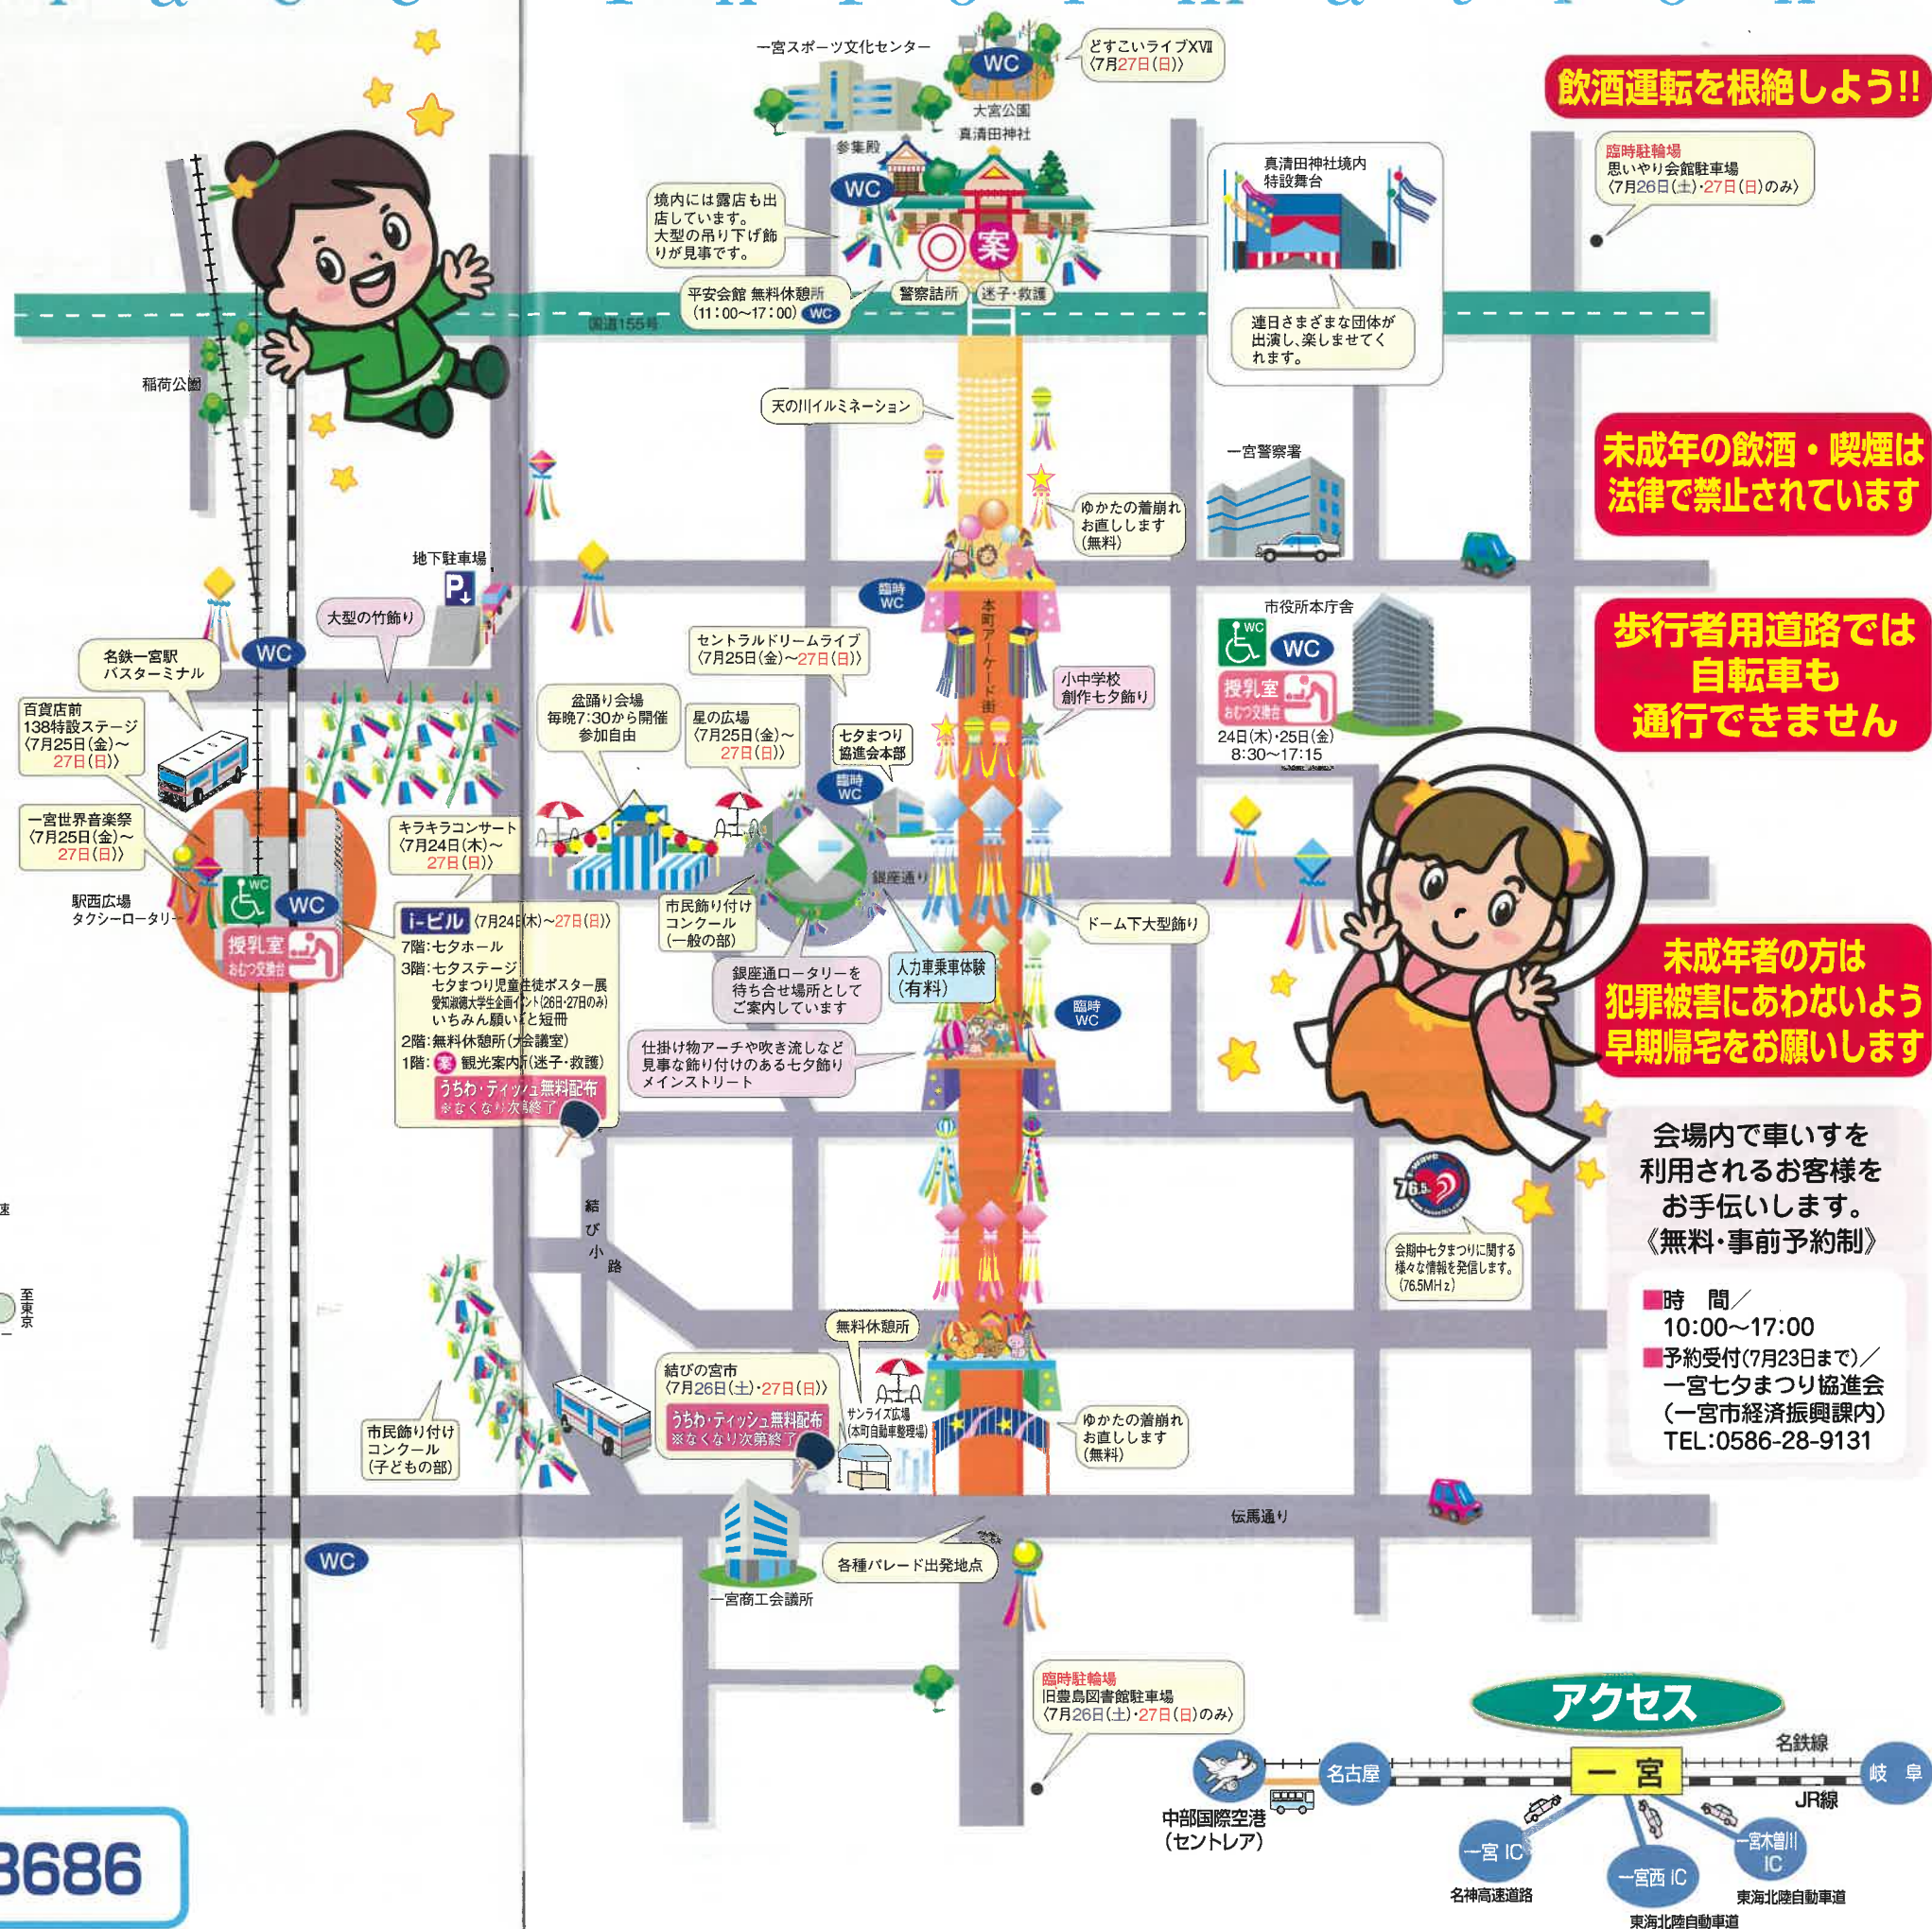 一宮スポーツ文化センター
WC
大宮公園
どすこいライブXⅦ
〈7月27日(日)〉
飲酒運転を根絶しよう!!
臨時駐輪場
思いやり会館駐車場
〈7月26日(土)・27日(日)のみ〉
参集殿
真清田神社
WC
境内には露店も出
店しています。
大型の吊り下げ飾
りが見事です。
案
真清田神社境内
特設舞台
連日さまざまな団体が
出演し、楽しませてく
れます。
平安会館 無料休憩所
(11:00〜17:00) WC
警察詰所
迷子・救護
国道155号
稲荷公園
天の川イルミネーション
一宮警察署
ゆかたの着崩れ
お直しします
(無料)
未成年の飲酒・喫煙は
法律で禁止されています
地下駐車場
P
大型の竹飾り
臨時
WC
本町アーケード街
市役所本庁舎
WC
WC
授乳室
おむつ交換台
24日(木)・25日(金)
8:30〜17:15
歩行者用道路では
自転車も
通行できません
名鉄一宮駅
バスターミナル
WC
セントラルドリームライブ
〈7月25日(金)〜27日(日)〉
小中学校
創作七夕飾り
百貨店前
138特設ステージ
〈7月25日(金)〜
27日(日)〉
盆踊り会場
毎晩7:30から開催
参加自由
星の広場
〈7月25日(金)〜
27日(日)〉
七夕まつり
協進会本部
臨時
WC
一宮世界音楽祭
〈7月25日(金)〜
27日(日)〉
キラキラコンサート
〈7月24日(木)〜
27日(日)〉
駅西広場
タクシーロータリー
WC
WC
授乳室
おむつ交換台
銀座通り
市民飾り付け
コンクール
(一般の部)
ドーム下大型飾り
i-ビル 〈7月24日(木)〜27日(日)〉
7階:七夕ホール
3階:七夕ステージ
七夕まつり児童生徒ポスター展
愛知淑徳大学生企画イベント(26日・27日のみ)
いちみん願いごと短冊
2階:無料休憩所(大会議室)
1階: 案 観光案内所(迷子・救護)
うちわ・ティッシュ無料配布
※なくなり次第終了
銀座通ロータリーを
待ち合せ場所として
ご案内しています
人力車乗車体験
(有料)
臨時
WC
仕掛け物アーチや吹き流しなど
見事な飾り付けのある七夕飾り
メインストリート
未成年者の方は
犯罪被害にあわないよう
早期帰宅をお願いします
会場内で車いすを
利用されるお客様を
お手伝いします。
《無料・事前予約制》
■時 間／
10:00〜17:00
■予約受付(7月23日まで)／
一宮七夕まつり協進会
(一宮市経済振興課内)
TEL:0586-28-9131
76.5
会期中七夕まつりに関する
様々な情報を発信します。
(76.5MHz)
結び小路
速
至東京
無料休憩所
結びの宮市
〈7月26日(土)・27日(日)〉
うちわ・ティッシュ無料配布
※なくなり次第終了
サンライズ広場
(本町自動車整理場)
ゆかたの着崩れ
お直しします
(無料)
市民飾り付け
コンクール
(子どもの部)
伝馬通り
WC
各種パレード出発地点
一宮商工会議所
臨時駐輪場
旧豊島図書館駐車場
〈7月26日(土)・27日(日)のみ〉
アクセス
名鉄線
名古屋
一 宮
岐 阜
JR線
中部国際空港
(セントレア)
一宮 IC
名神高速道路
一宮西 IC
東海北陸自動車道
一宮木曽川
IC
東海北陸自動車道
3686